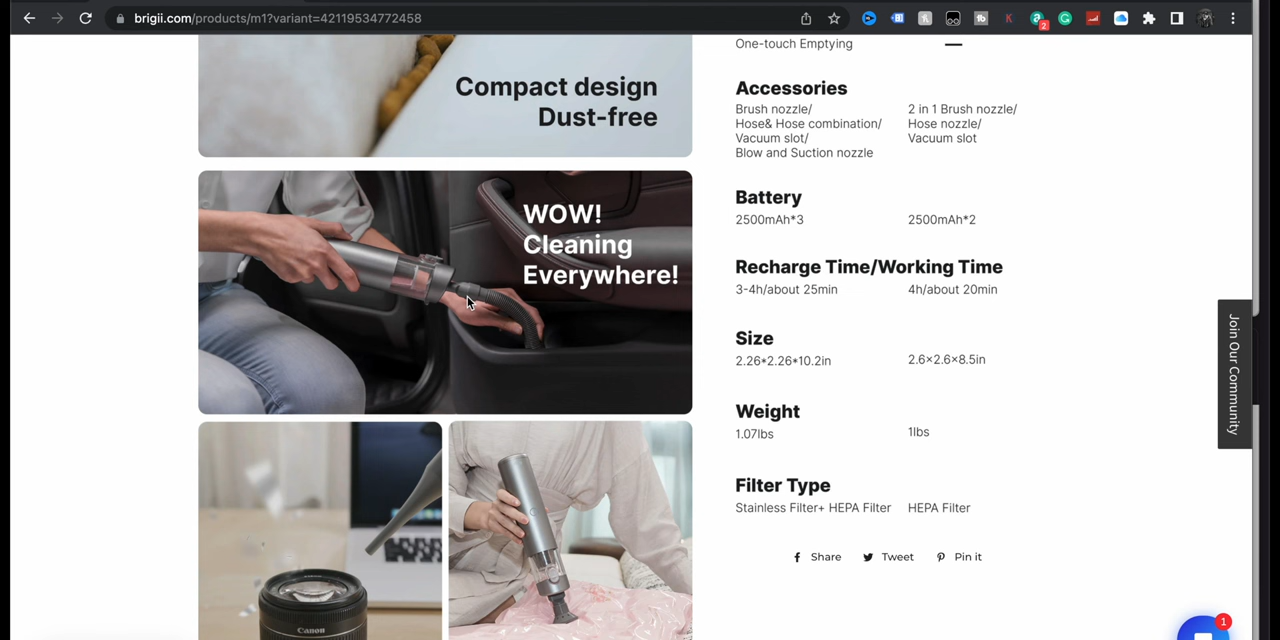 brigii.com/products/m1?variant=42119534772458
2
One-touch Emptying —
Compact design
Dust-free
WOW!
Cleaning
Everywhere!
Canon
Accessories
Brush nozzle/
Hose& Hose combination/
Vacuum slot/
Blow and Suction nozzle
2 in 1 Brush nozzle/
Hose nozzle/
Vacuum slot
Battery
2500mAh*3 2500mAh*2
Recharge Time/Working Time
3-4h/about 25min 4h/about 20min
Size
2.26*2.26*10.2in 2.6×2.6×8.5in
Weight
1.07lbs 1lbs
Filter Type
Stainless Filter+ HEPA Filter HEPA Filter
Share Tweet Pin it
Join Our Community
1